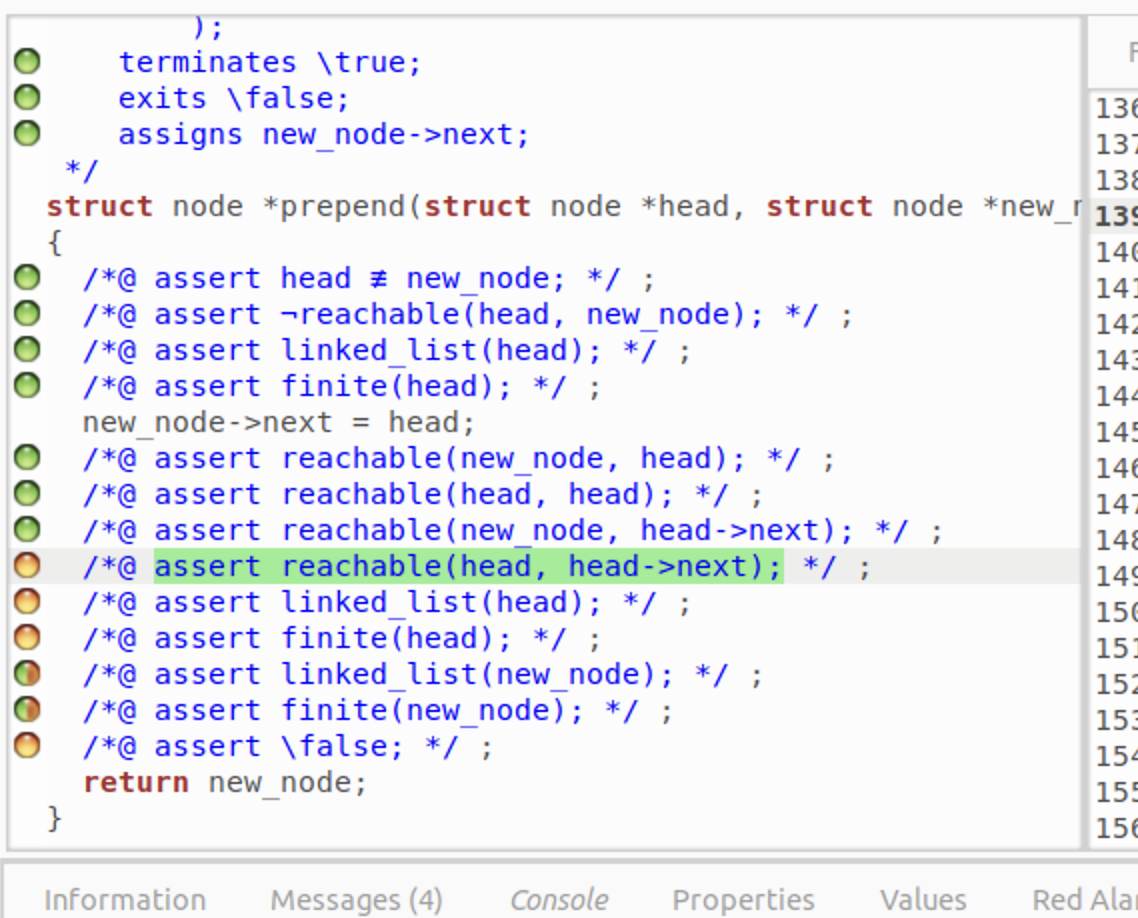 );
terminates \true;
exits \false;
assigns new_node->next;
*/
struct node *prepend(struct node *head, struct node *new_
{
/*@ assert head ≢ new_node; */ ;
/*@ assert ¬reachable(head, new_node); */ ;
/*@ assert linked_list(head); */ ;
/*@ assert finite(head); */ ;
new_node->next = head;
/*@ assert reachable(new_node, head); */ ;
/*@ assert reachable(head, head); */ ;
/*@ assert reachable(new_node, head->next); */ ;
/*@ assert reachable(head, head->next); */ ;
/*@ assert linked_list(head); */ ;
/*@ assert finite(head); */ ;
/*@ assert linked_list(new_node); */ ;
/*@ assert finite(new_node); */ ;
/*@ assert \false; */ ;
return new_node;
}
136
137
138
139
140
141
142
143
144
145
146
147
148
149
150
151
152
153
154
155
156
Information Messages (4) Console Properties Values Red Ala